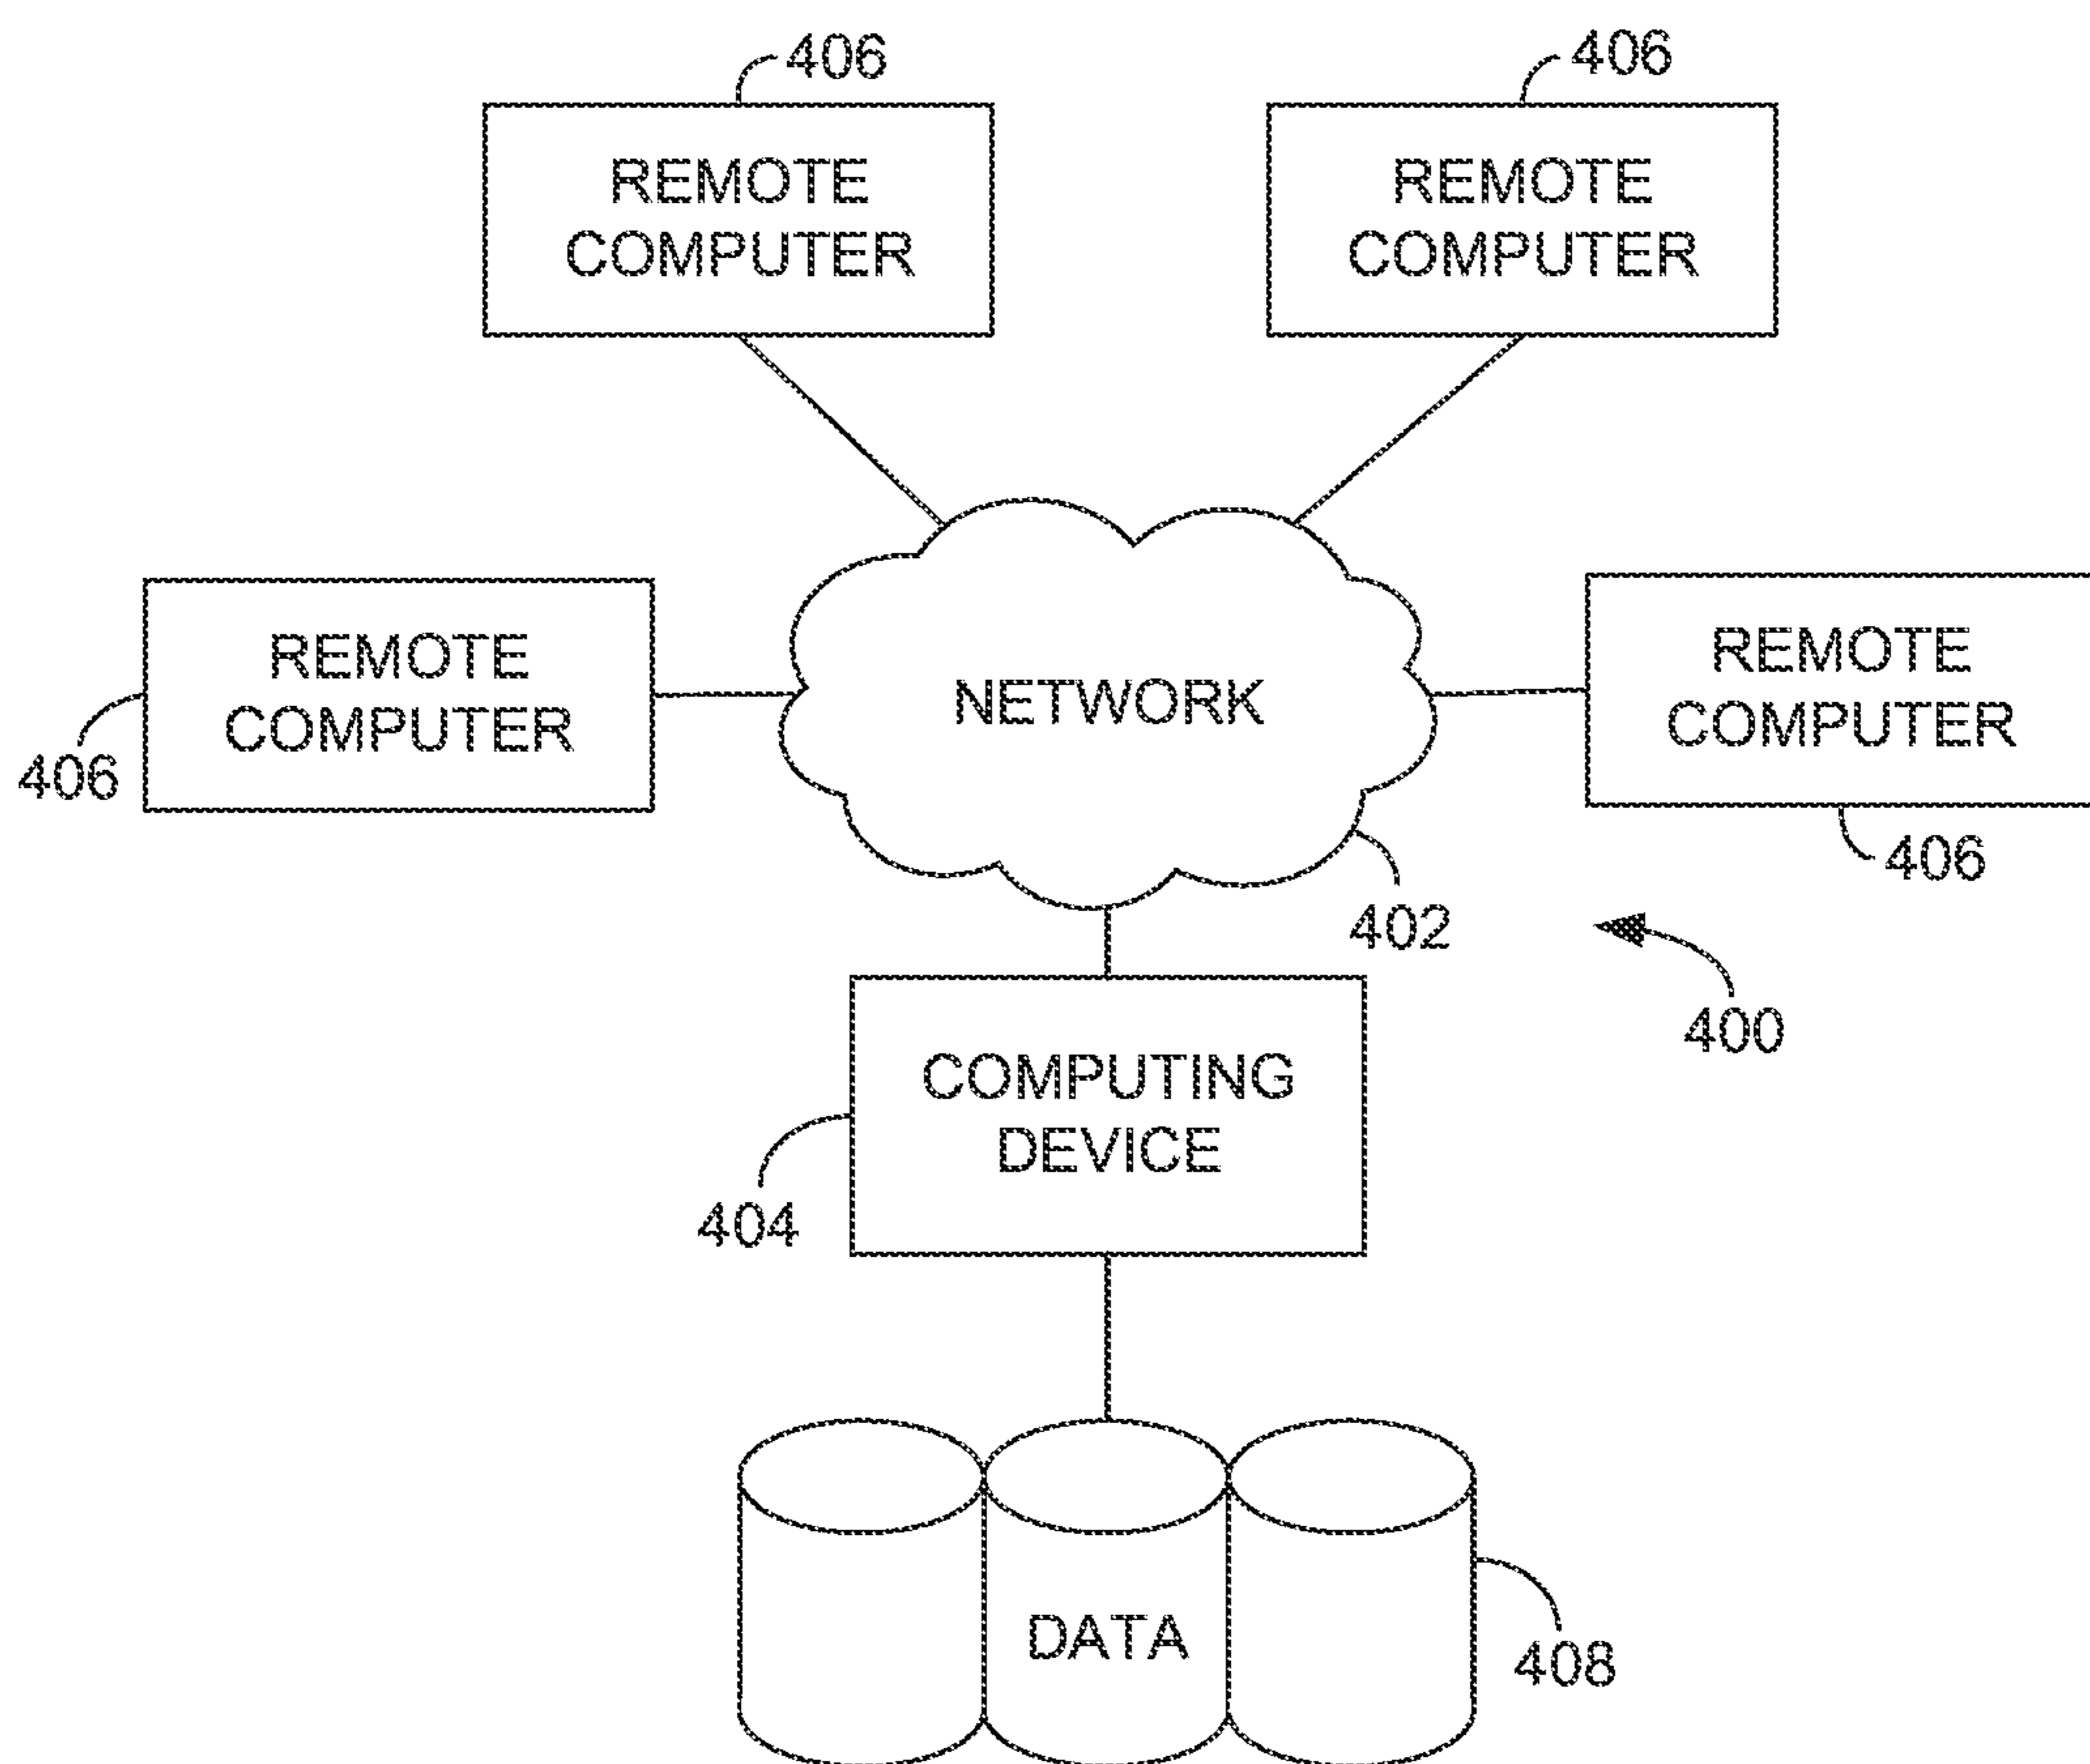 406
406
REMOTE
COMPUTER
REMOTE
COMPUTER
REMOTE
COMPUTER
406
NETWORK
REMOTE
COMPUTER
406
402
400
COMPUTING
DEVICE
404
DATA
408